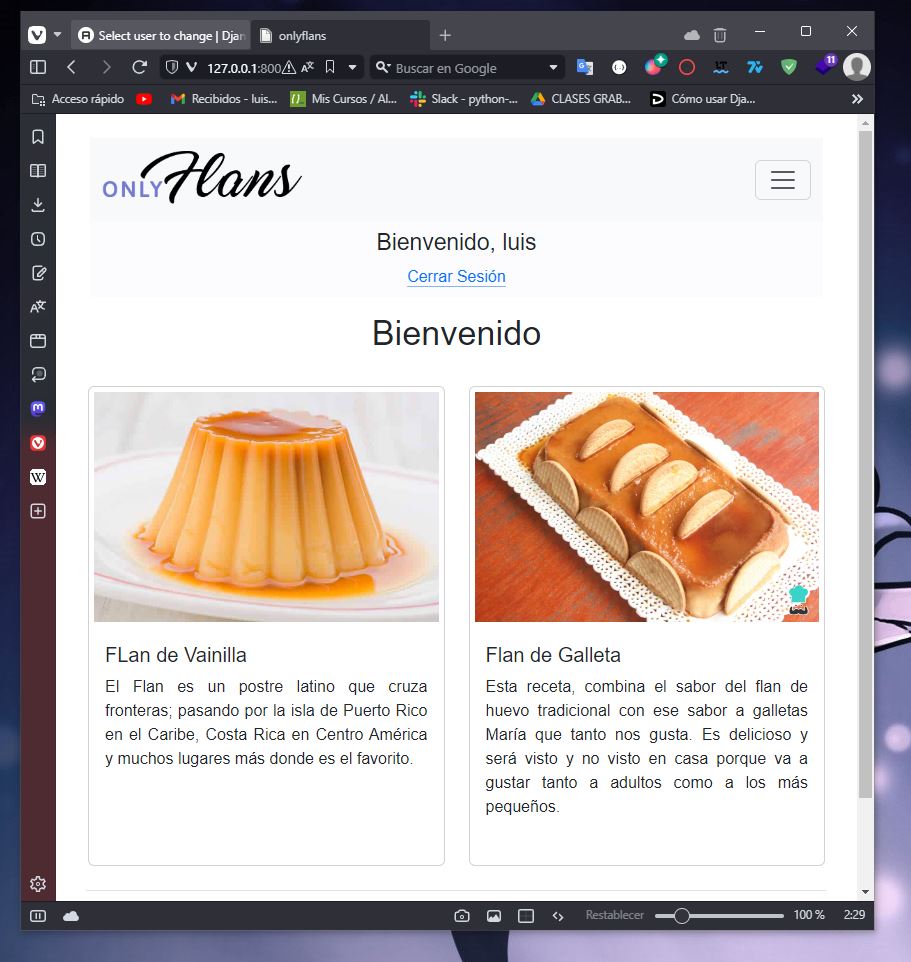 Select user to change | Djan
onlyflans
127.0.0.1:800
Buscar en Google
11
Acceso rápido
Recibidos - luis...
Mis Cursos / Al...
Slack - python-...
CLASES GRAB...
Cómo usar Dja...
ONLY Flans
Bienvenido, luis
Cerrar Sesión
Bienvenido
FLan de Vainilla
El Flan es un postre latino que cruza
fronteras; pasando por la isla de Puerto Rico
en el Caribe, Costa Rica en Centro América
y muchos lugares más donde es el favorito.
Flan de Galleta
Esta receta, combina el sabor del flan de
huevo tradicional con ese sabor a galletas
María que tanto nos gusta. Es delicioso y
será visto y no visto en casa porque va a
gustar tanto a adultos como a los más
pequeños.
Restablecer
100 %
2:29